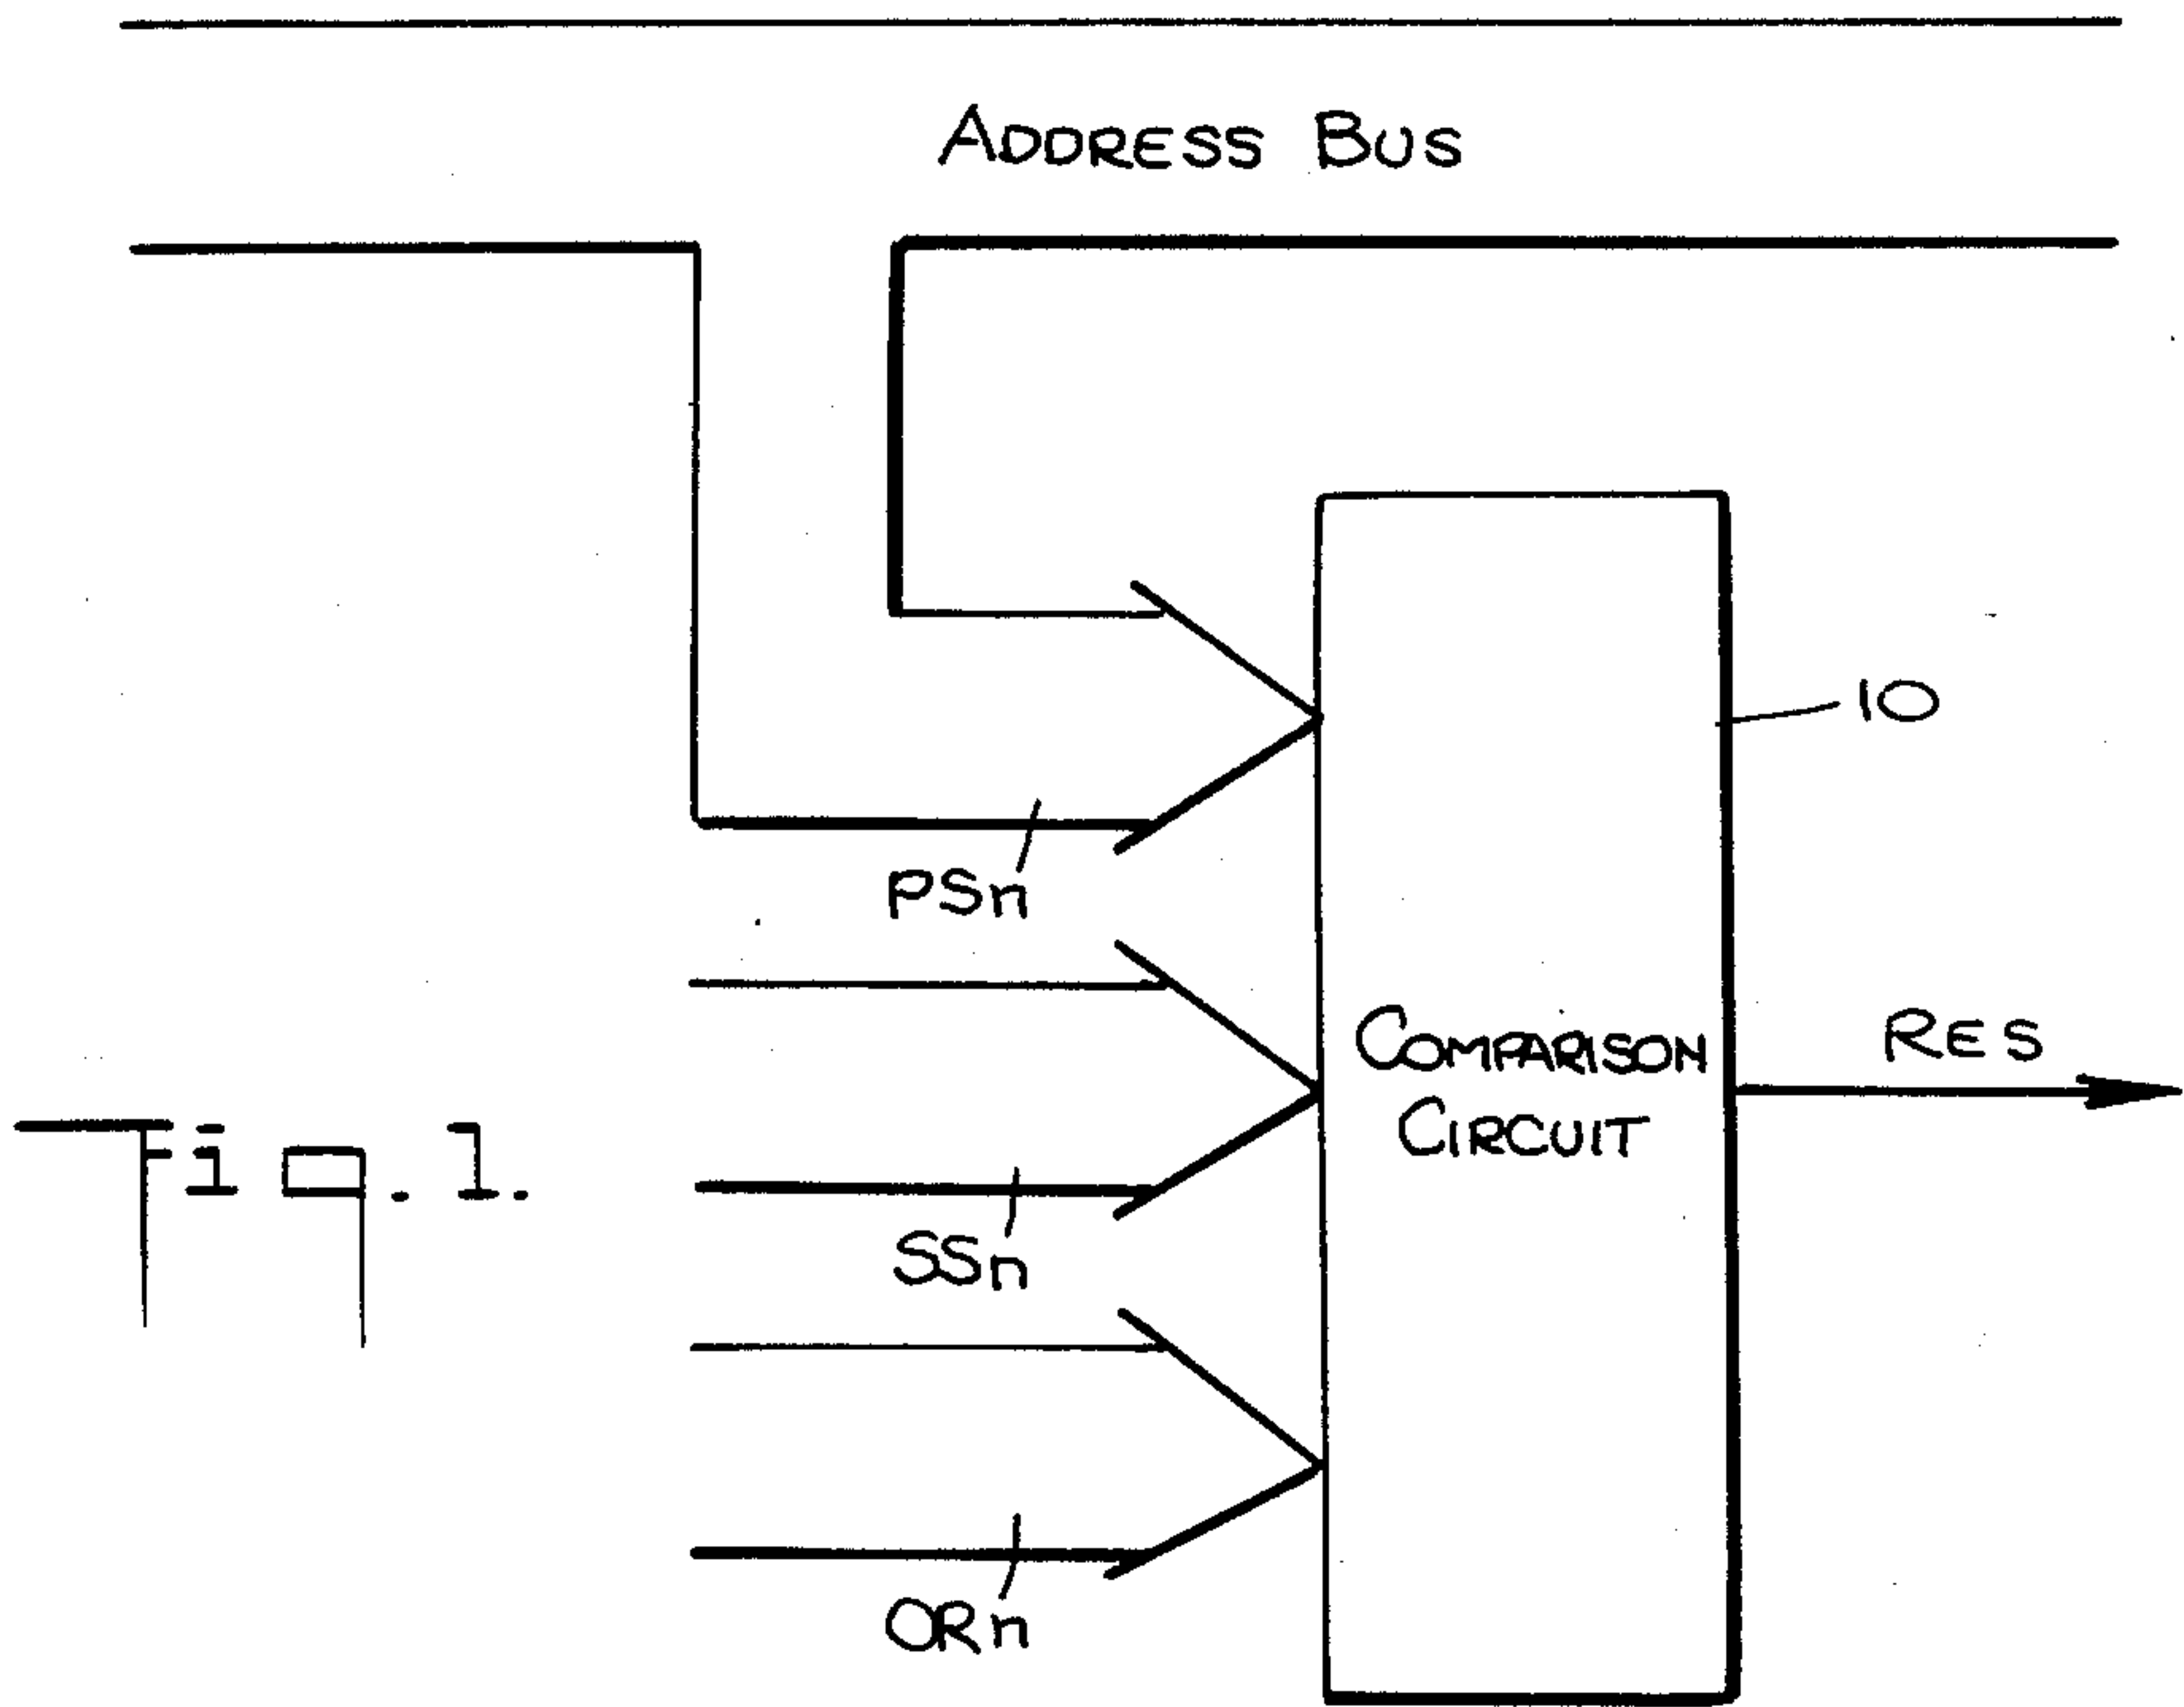 ADDRESS BUS
10
PSn
COMPARISON
CIRCUIT
RES
Fig. 1.
SSn
ORn